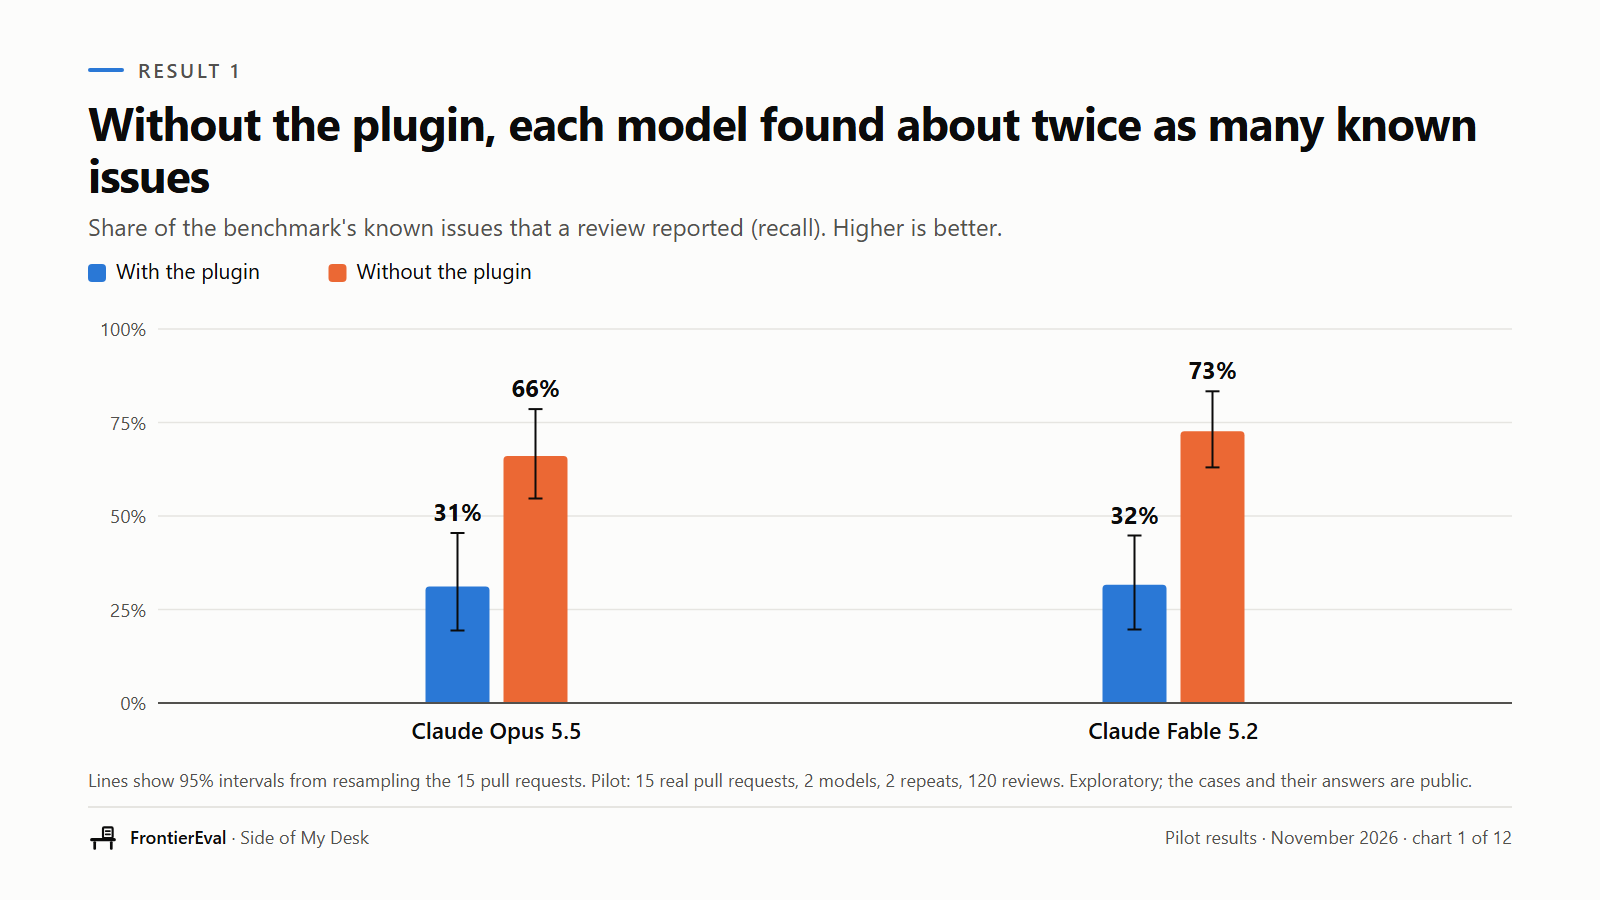 RESULT 1
Without the plugin, each model found about twice as many known
issues
Share of the benchmark's known issues that a review reported (recall). Higher is better.
With the plugin
Without the plugin
100%
75%
50%
25%
0%
31%
66%
32%
73%
Claude Opus 5.5
Claude Fable 5.2
Lines show 95% intervals from resampling the 15 pull requests. Pilot: 15 real pull requests, 2 models, 2 repeats, 120 reviews. Exploratory; the cases and their answers are public.
FrontierEval · Side of My Desk
Pilot results · November 2026 · chart 1 of 12